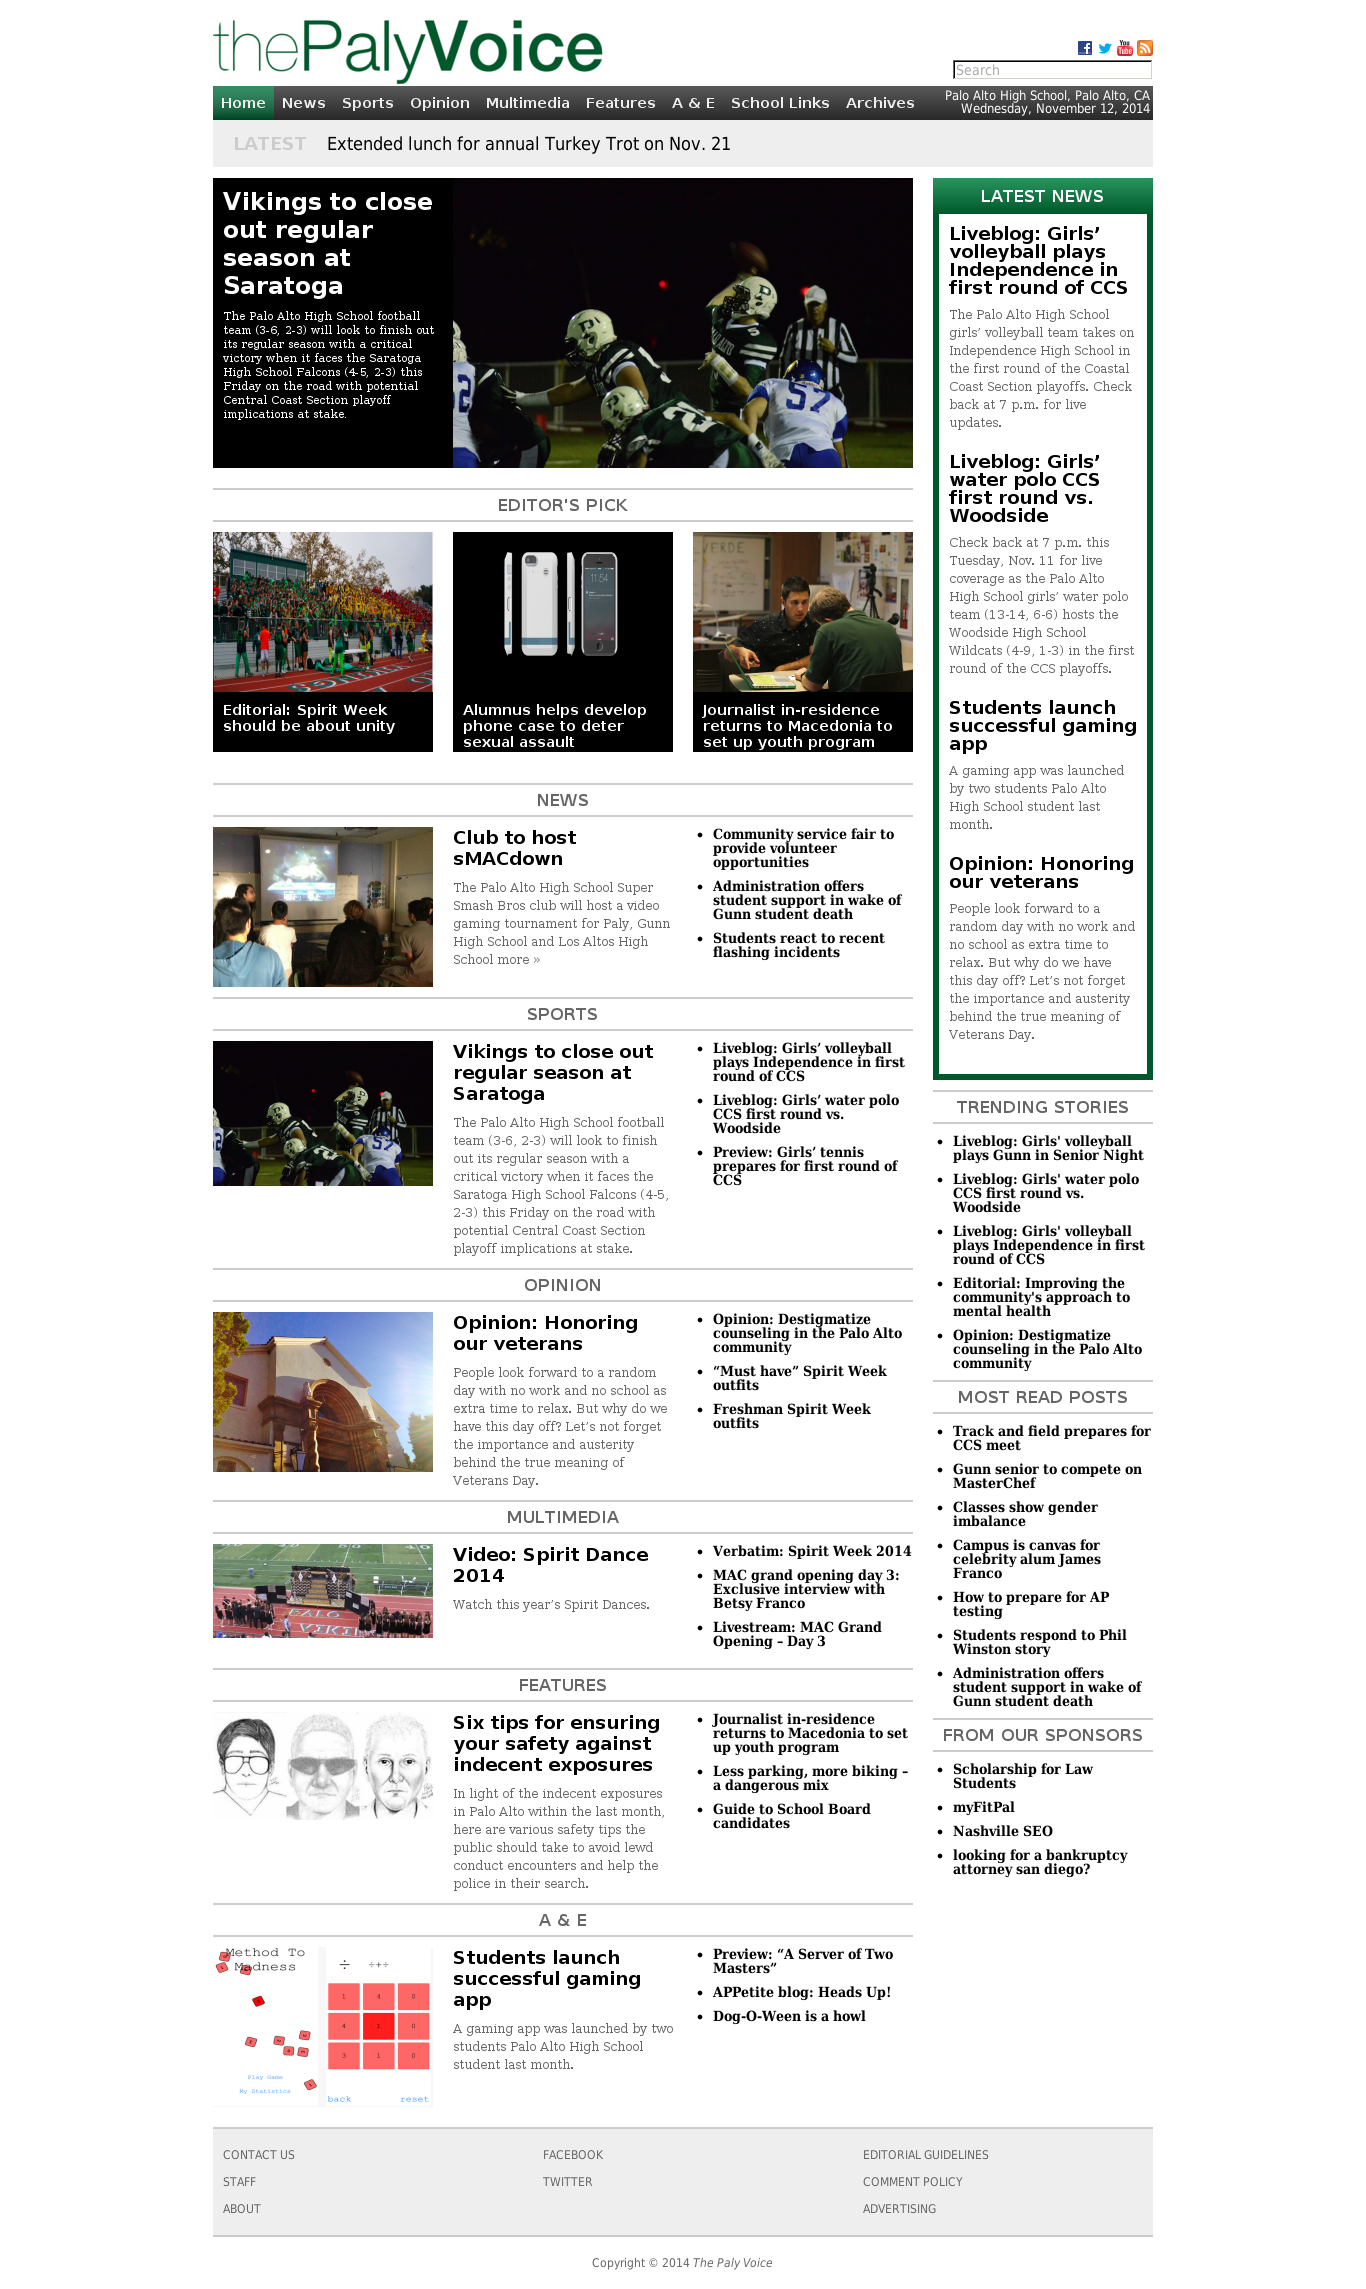 thePalyVoice
Search
Home News Sports Opinion Multimedia Features A & E School Links Archives
Palo Alto High School, Palo Alto, CA
Wednesday, November 12, 2014
LATEST Extended lunch for annual Turkey Trot on Nov. 21
Vikings to close
out regular
season at
Saratoga
The Palo Alto High School football
team (3-6, 2-3) will look to finish out
its regular season with a critical
victory when it faces the Saratoga
High School Falcons (4-5, 2-3) this
Friday on the road with potential
Central Coast Section playoff
implications at stake.
57
EDITOR'S PICK
Editorial: Spirit Week
should be about unity
11:54
Alumnus helps develop
phone case to deter
sexual assault
VERDE
Journalist in-residence
returns to Macedonia to
set up youth program
NEWS
Club to host
sMACdown
The Palo Alto High School Super
Smash Bros club will host a video
gaming tournament for Paly, Gunn
High School and Los Altos High
School more »
• Community service fair to
provide volunteer
opportunities
• Administration offers
student support in wake of
Gunn student death
• Students react to recent
flashing incidents
SPORTS
57
Vikings to close out
regular season at
Saratoga
The Palo Alto High School football
team (3-6, 2-3) will look to finish
out its regular season with a
critical victory when it faces the
Saratoga High School Falcons (4-5,
2-3) this Friday on the road with
potential Central Coast Section
playoff implications at stake.
• Liveblog: Girls’ volleyball
plays Independence in first
round of CCS
• Liveblog: Girls’ water polo
CCS first round vs.
Woodside
• Preview: Girls’ tennis
prepares for first round of
CCS
OPINION
Opinion: Honoring
our veterans
People look forward to a random
day with no work and no school as
extra time to relax. But why do we
have this day off? Let’s not forget
the importance and austerity
behind the true meaning of
Veterans Day.
• Opinion: Destigmatize
counseling in the Palo Alto
community
• “Must have” Spirit Week
outfits
• Freshman Spirit Week
outfits
MULTIMEDIA
Video: Spirit Dance
2014
Watch this year’s Spirit Dances.
• Verbatim: Spirit Week 2014
• MAC grand opening day 3:
Exclusive interview with
Betsy Franco
• Livestream: MAC Grand
Opening – Day 3
FEATURES
Six tips for ensuring
your safety against
indecent exposures
In light of the indecent exposures
in Palo Alto within the last month,
here are various safety tips the
public should take to avoid lewd
conduct encounters and help the
police in their search.
• Journalist in-residence
returns to Macedonia to set
up youth program
• Less parking, more biking –
a dangerous mix
• Guide to School Board
candidates
A & E
Method To
Madness
Play Game
My Statistics
÷ ÷+÷
1 4 0
4 1 0
3 1 0
back reset
Students launch
successful gaming
app
A gaming app was launched by two
students Palo Alto High School
student last month.
• Preview: “A Server of Two
Masters”
• APPetite blog: Heads Up!
• Dog-O-Ween is a howl
LATEST NEWS
Liveblog: Girls’
volleyball plays
Independence in
first round of CCS
The Palo Alto High School
girls’ volleyball team takes on
Independence High School in
the first round of the Coastal
Coast Section playoffs. Check
back at 7 p.m. for live
updates.
Liveblog: Girls’
water polo CCS
first round vs.
Woodside
Check back at 7 p.m. this
Tuesday, Nov. 11 for live
coverage as the Palo Alto
High School girls’ water polo
team (13-14, 6-6) hosts the
Woodside High School
Wildcats (4-9, 1-3) in the first
round of the CCS playoffs.
Students launch
successful gaming
app
A gaming app was launched
by two students Palo Alto
High School student last
month.
Opinion: Honoring
our veterans
People look forward to a
random day with no work and
no school as extra time to
relax. But why do we have
this day off? Let’s not forget
the importance and austerity
behind the true meaning of
Veterans Day.
TRENDING STORIES
• Liveblog: Girls' volleyball
plays Gunn in Senior Night
• Liveblog: Girls' water polo
CCS first round vs.
Woodside
• Liveblog: Girls' volleyball
plays Independence in first
round of CCS
• Editorial: Improving the
community's approach to
mental health
• Opinion: Destigmatize
counseling in the Palo Alto
community
MOST READ POSTS
• Track and field prepares for
CCS meet
• Gunn senior to compete on
MasterChef
• Classes show gender
imbalance
• Campus is canvas for
celebrity alum James
Franco
• How to prepare for AP
testing
• Students respond to Phil
Winston story
• Administration offers
student support in wake of
Gunn student death
FROM OUR SPONSORS
• Scholarship for Law
Students
• myFitPal
• Nashville SEO
• looking for a bankruptcy
attorney san diego?
CONTACT US
STAFF
ABOUT
FACEBOOK
TWITTER
EDITORIAL GUIDELINES
COMMENT POLICY
ADVERTISING
Copyright © 2014 The Paly Voice